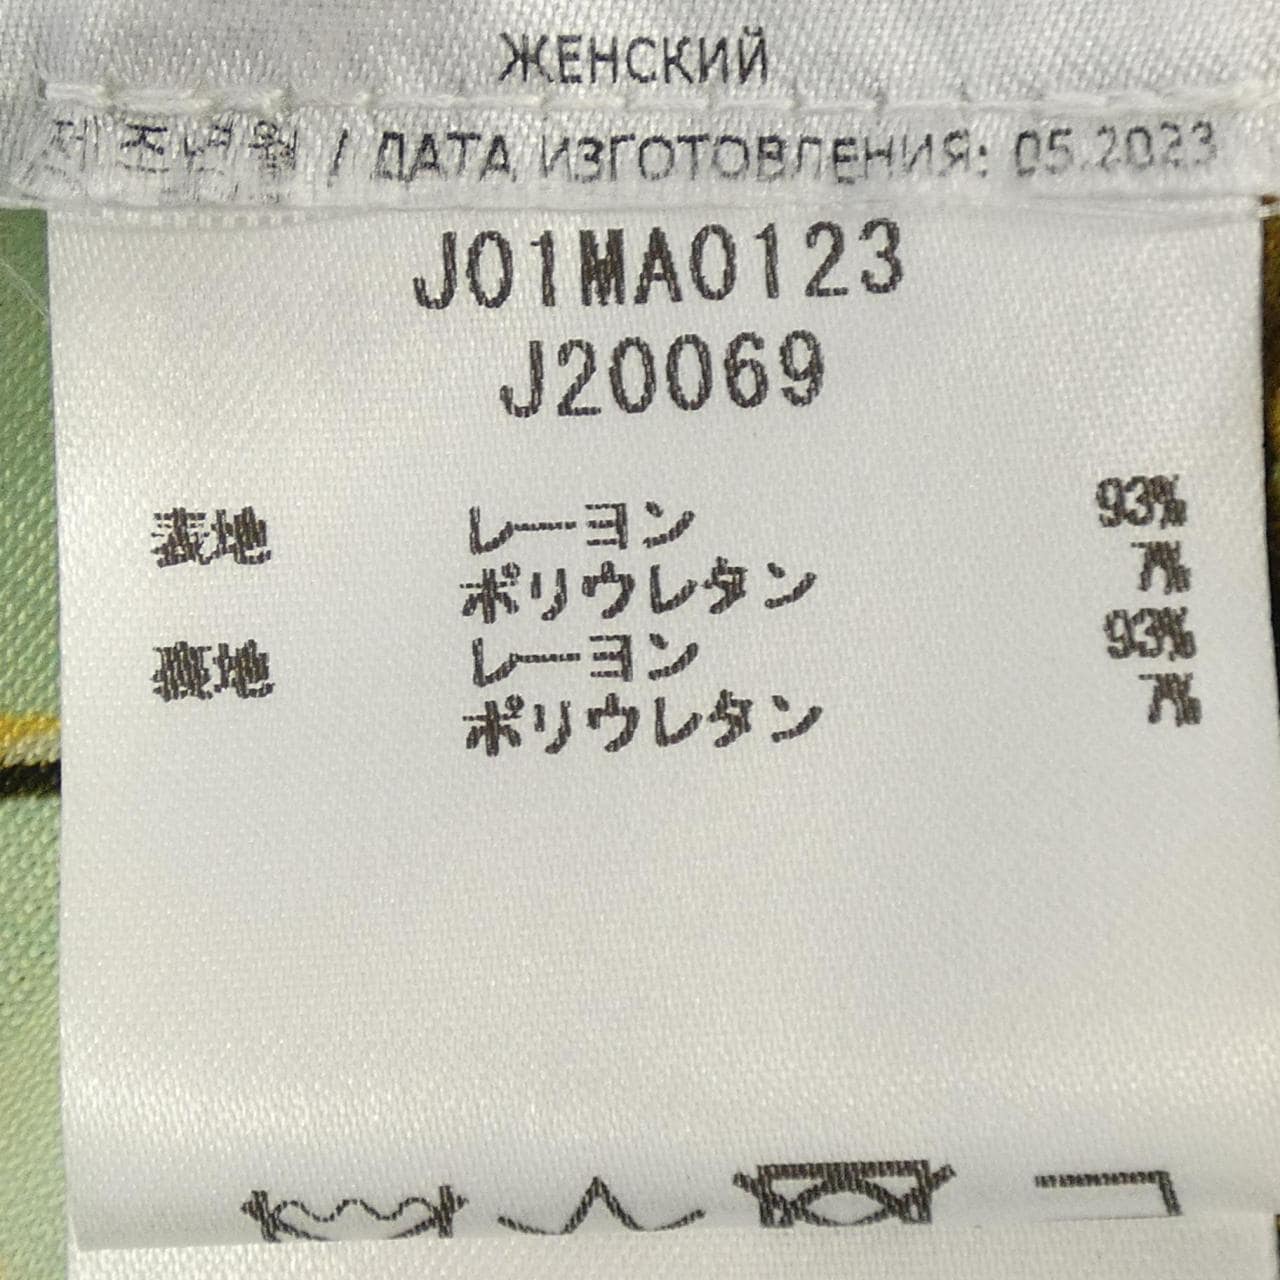 ЖЕНСКИЙ
제조년월 / ДАТА ИЗГОТОВЛЕНИЯ: 05.2023
J01MA0123
J20069
表地 レーヨン 93%
ポリウレタン 7%
裏地 レーヨン 93%
ポリウレタン 7%